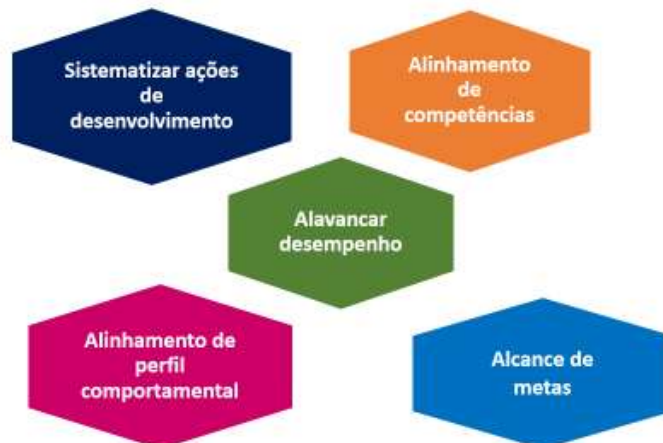 Sistematizar ações
de
desenvolvimento
Alinhamento
de
competências
Alavancar
desempenho
Alinhamento de
perfil
comportamental
Alcance de
metas